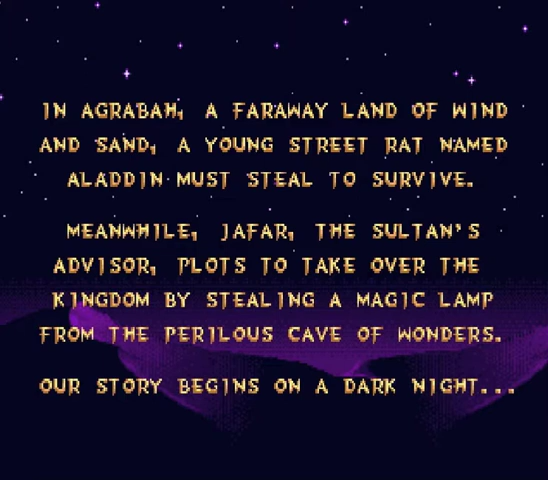 IN AGRABAH, A FARAWAY LAND OF WIND
AND SAND, A YOUNG STREET RAT NAMED
ALADDIN MUST STEAL TO SURVIVE.
MEANWHILE, JAFAR, THE SULTAN'S
ADVISOR, PLOTS TO TAKE OVER THE
KINGDOM BY STEALING A MAGIC LAMP
FROM THE PERILOUS CAVE OF WONDERS.
OUR STORY BEGINS ON A DARK NIGHT...